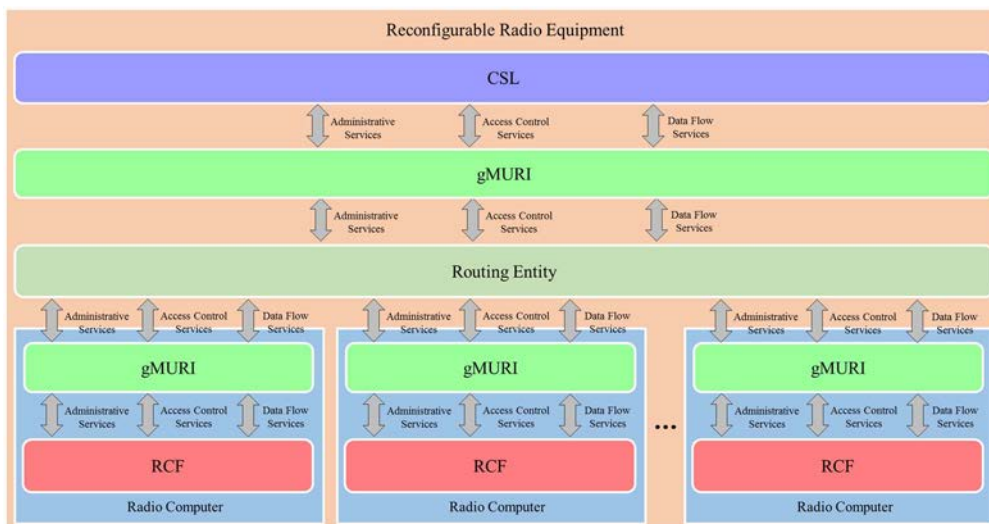 Reconfigurable Radio Equipment
CSL
Administrative
Services
Access Control
Services
Data Flow
Services
gMURI
Administrative
Services
Access Control
Services
Data Flow
Services
Routing Entity
Administrative
Services
Access Control
Services
Data Flow
Services
Administrative
Services
Access Control
Services
Data Flow
Services
Administrative
Services
Access Control
Services
Data Flow
Services
gMURI
gMURI
gMURI
Administrative
Services
Access Control
Services
Data Flow
Services
Administrative
Services
Access Control
Services
Data Flow
Services
...
Administrative
Services
Access Control
Services
Data Flow
Services
RCF
RCF
RCF
Radio Computer
Radio Computer
Radio Computer